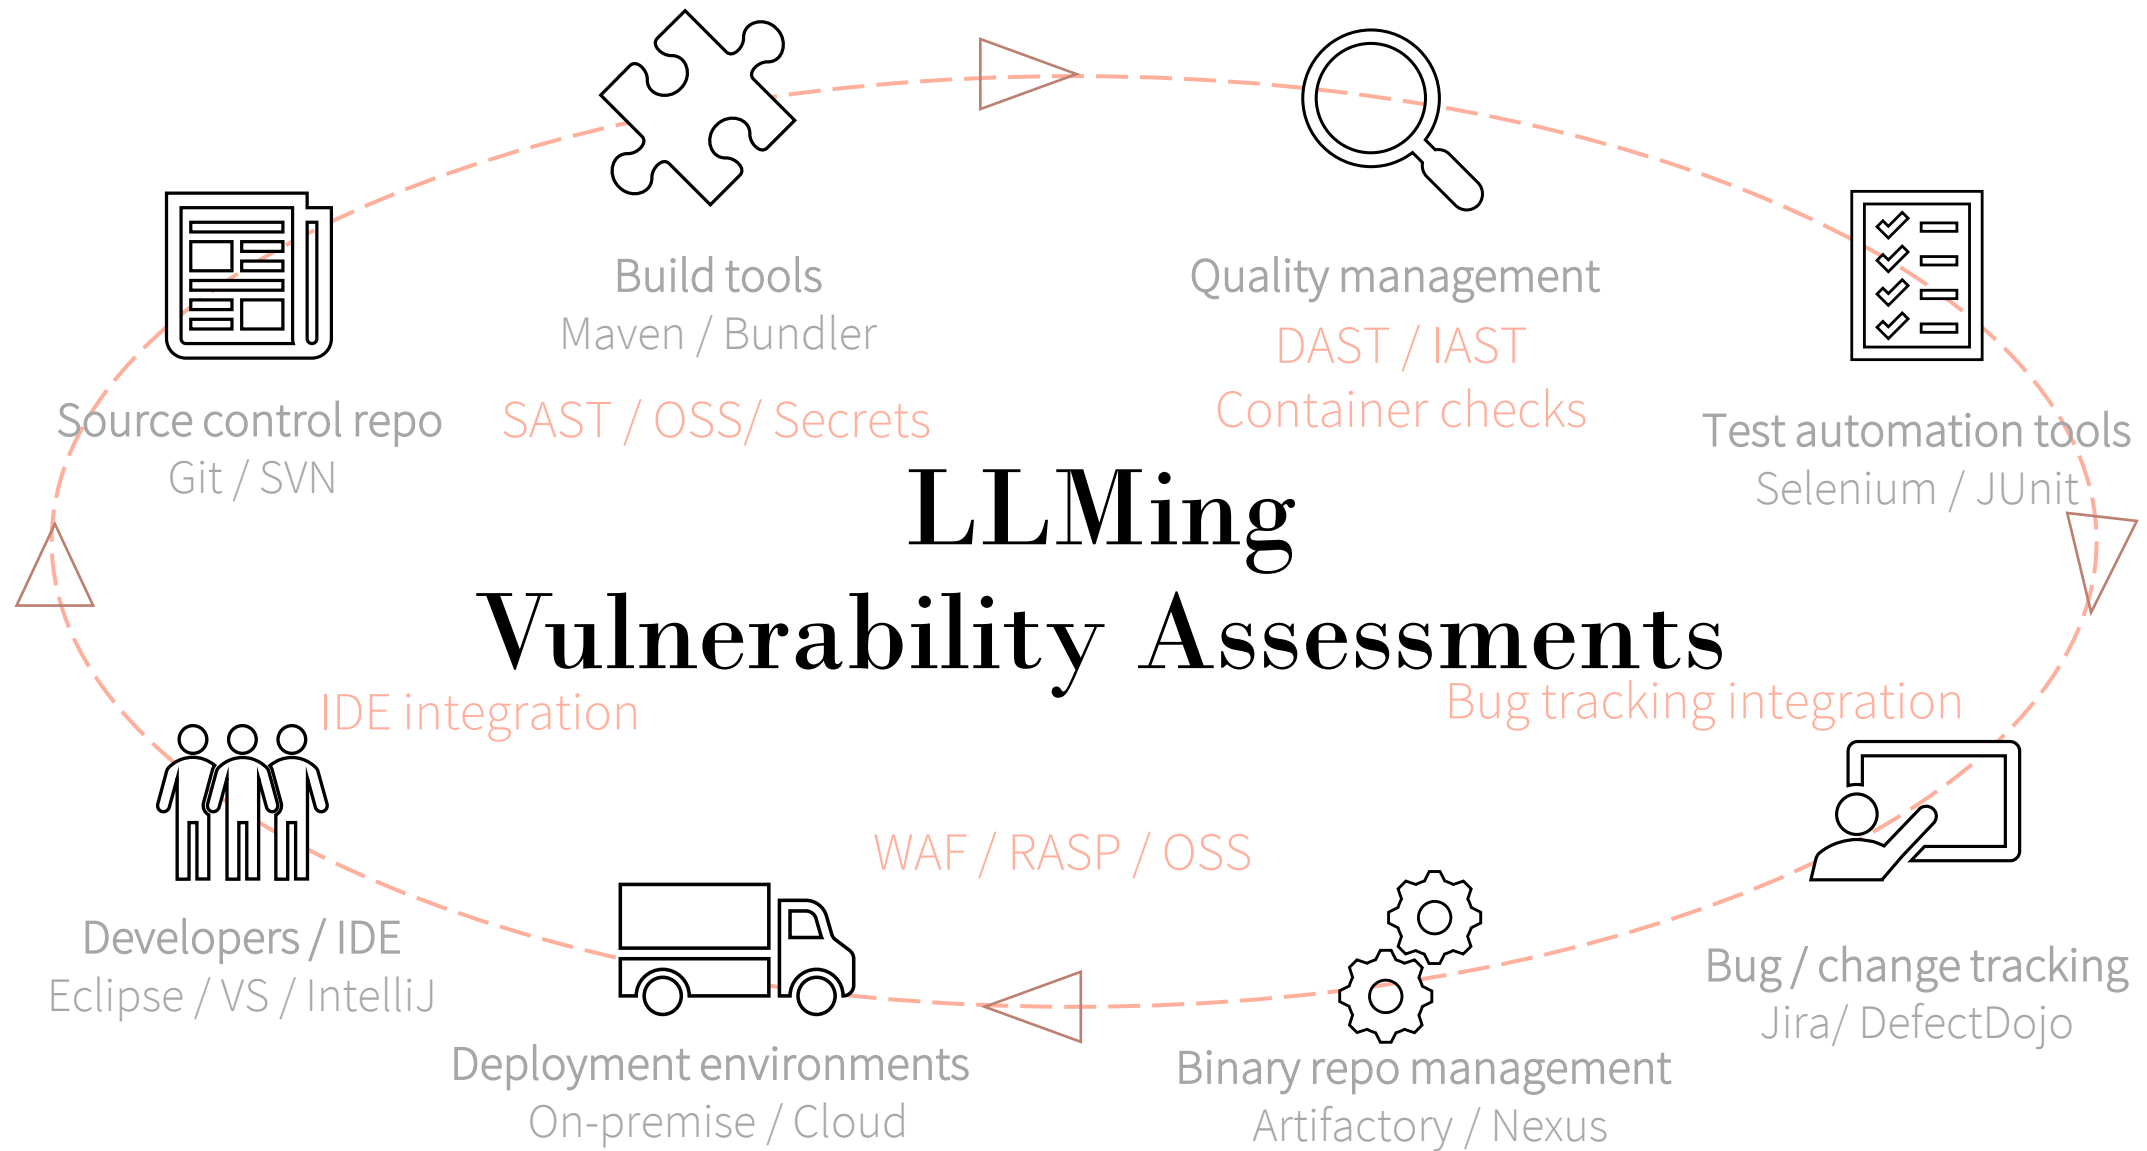 Build tools
Maven / Bundler
SAST / OSS/ Secrets
Quality management
DAST / IAST
Container checks
Source control repo
Git / SVN
Test automation tools
Selenium / JUnit
LLMing
Vulnerability Assessments
IDE integration
Bug tracking integration
WAF / RASP / OSS
Developers / IDE
Eclipse / VS / IntelliJ
Deployment environments
On-premise / Cloud
Binary repo management
Artifactory / Nexus
Bug / change tracking
Jira/ DefectDojo